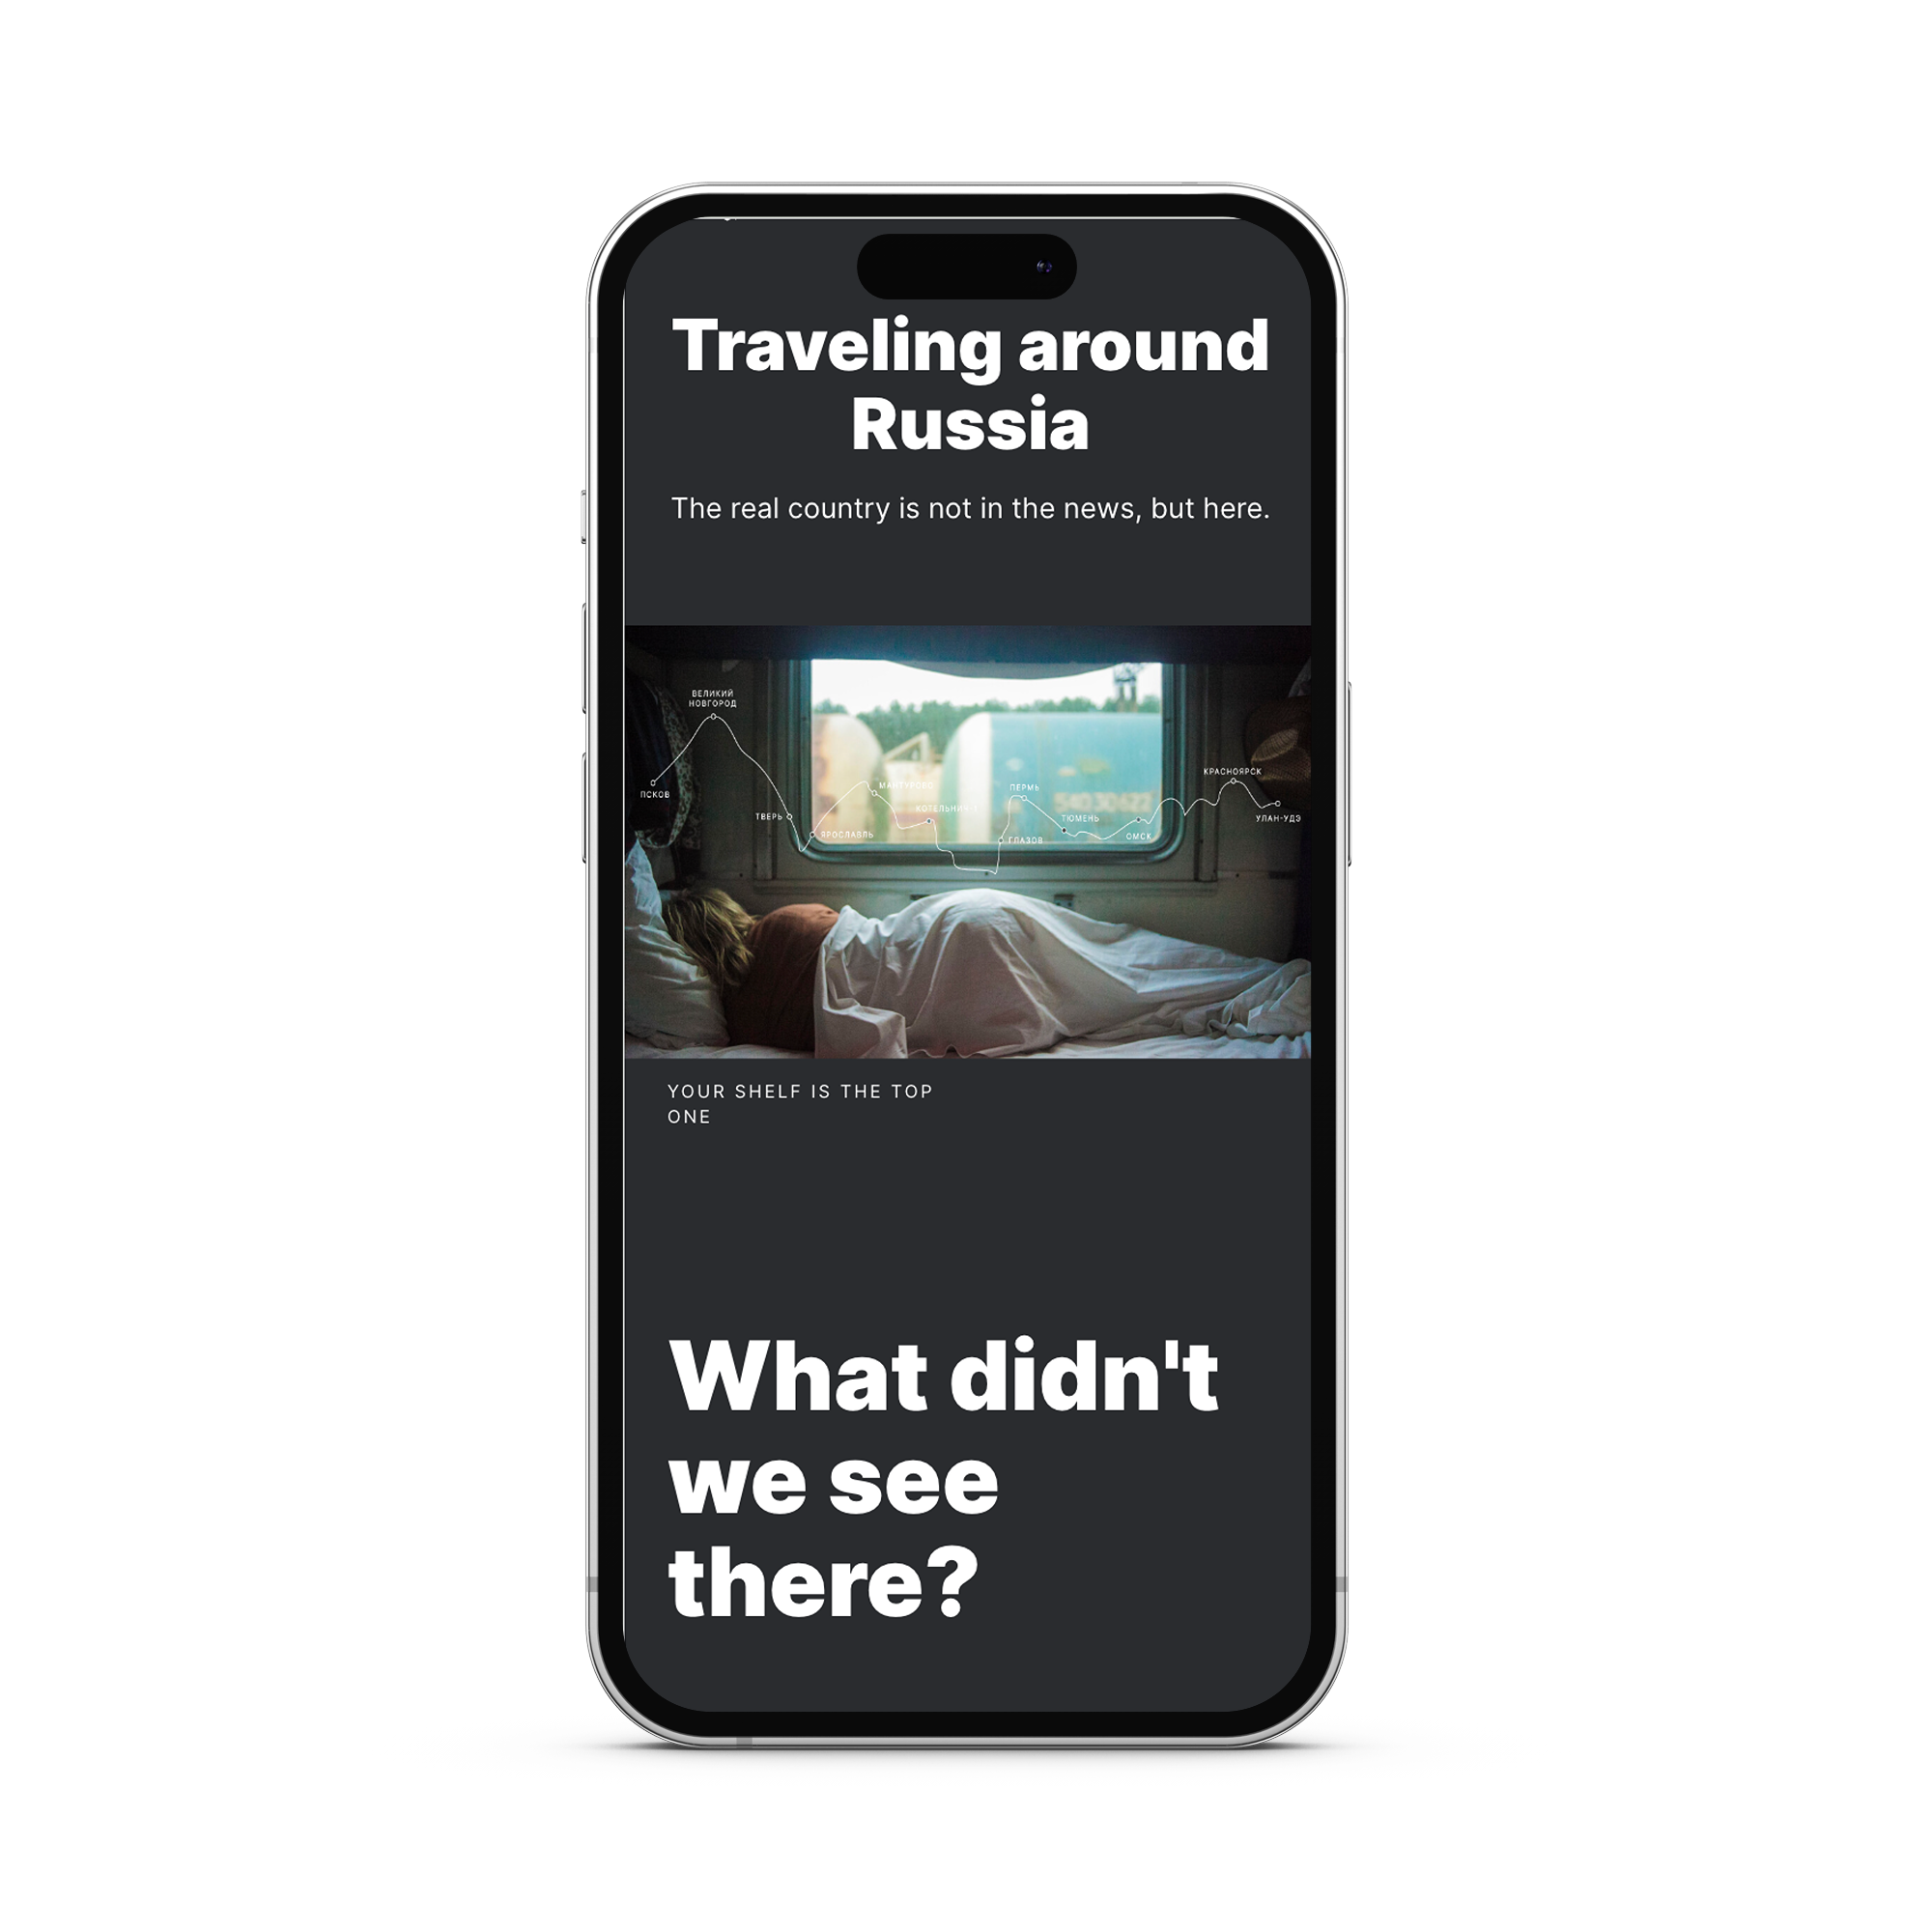 Traveling around
Russia
The real country is not in the news, but here.
ВЕЛИКИЙ
НОВГОРОД
ПСКОВ
ТВЕРЬ
ЯРОСЛАВЛЬ
МАНТУРОВО
КОТЕЛЬНИЧ
ГЛАЗОВ
ПЕРМЬ
ТЮМЕНЬ
ОМСК
КРАСНОЯРСК
УЛАН-УДЭ
YOUR SHELF IS THE TOP
ONE
What didn't
we see
there?